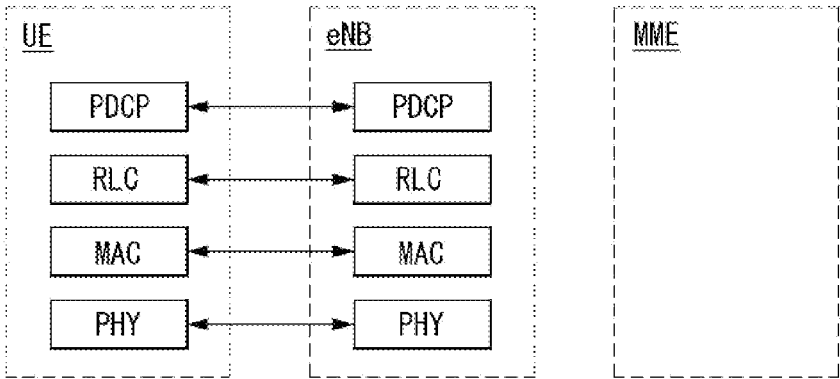 UE eNB MME
PDCP PDCP
RLC RLC
MAC MAC
PHY PHY